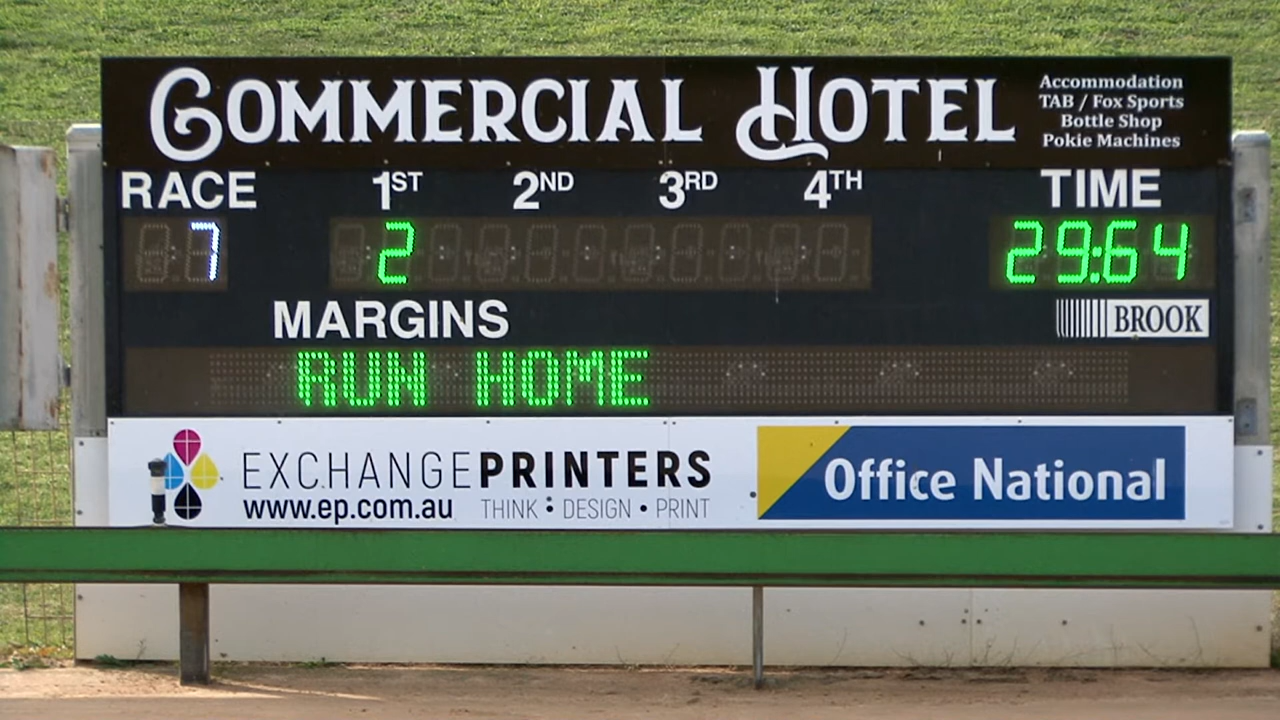 COMMERCIAL HOTEL
Accommodation
TAB / Fox Sports
Bottle Shop
Pokie Machines
RACE 1ST 2ND 3RD 4TH TIME
7 2 29:64
MARGINS
BROOK
RUN HOME
EXCHANGEPRINTERS
www.ep.com.au THINK • DESIGN • PRINT
Office National